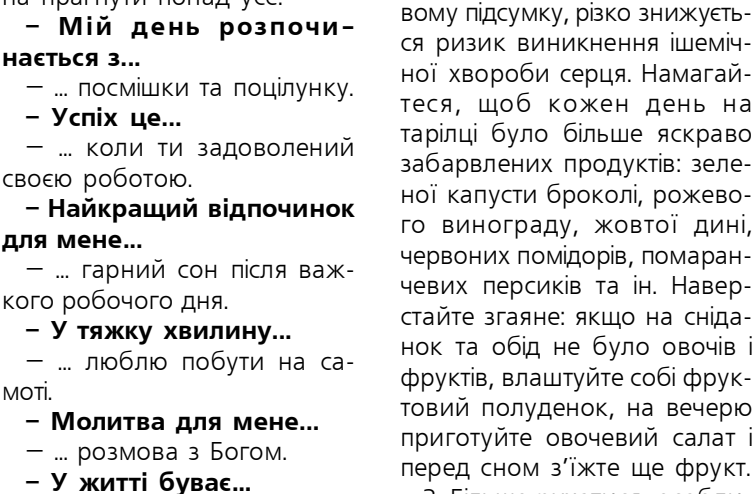 на прагнути понад усе.
– Мій день розпочи-
нається з...
— ... посмішки та поцілунку.
– Успіх це...
— ... коли ти задоволений
своєю роботою.
– Найкращий відпочинок
для мене...
— ... гарний сон після важ-
кого робочого дня.
– У тяжку хвилину...
— ... люблю побути на са-
моті.
– Молитва для мене...
— ... розмова з Богом.
– У житті буває...
вому підсумку, різко знижуєть-
ся ризик виникнення ішеміч-
ної хвороби серця. Намагай-
теся, щоб кожен день на
тарілці було більше яскраво
забарвлених продуктів: зеле-
ної капусти броколі, рожево-
го винограду, жовтої дині,
червоних помідорів, помаран-
чевих персиків та ін. Навер-
стайте згаяне: якщо на сніда-
нок та обід не було овочів і
фруктів, влаштуйте собі фрук-
товий полуденок, на вечерю
приготуйте овочевий салат і
перед сном з’їжте ще фрукт.